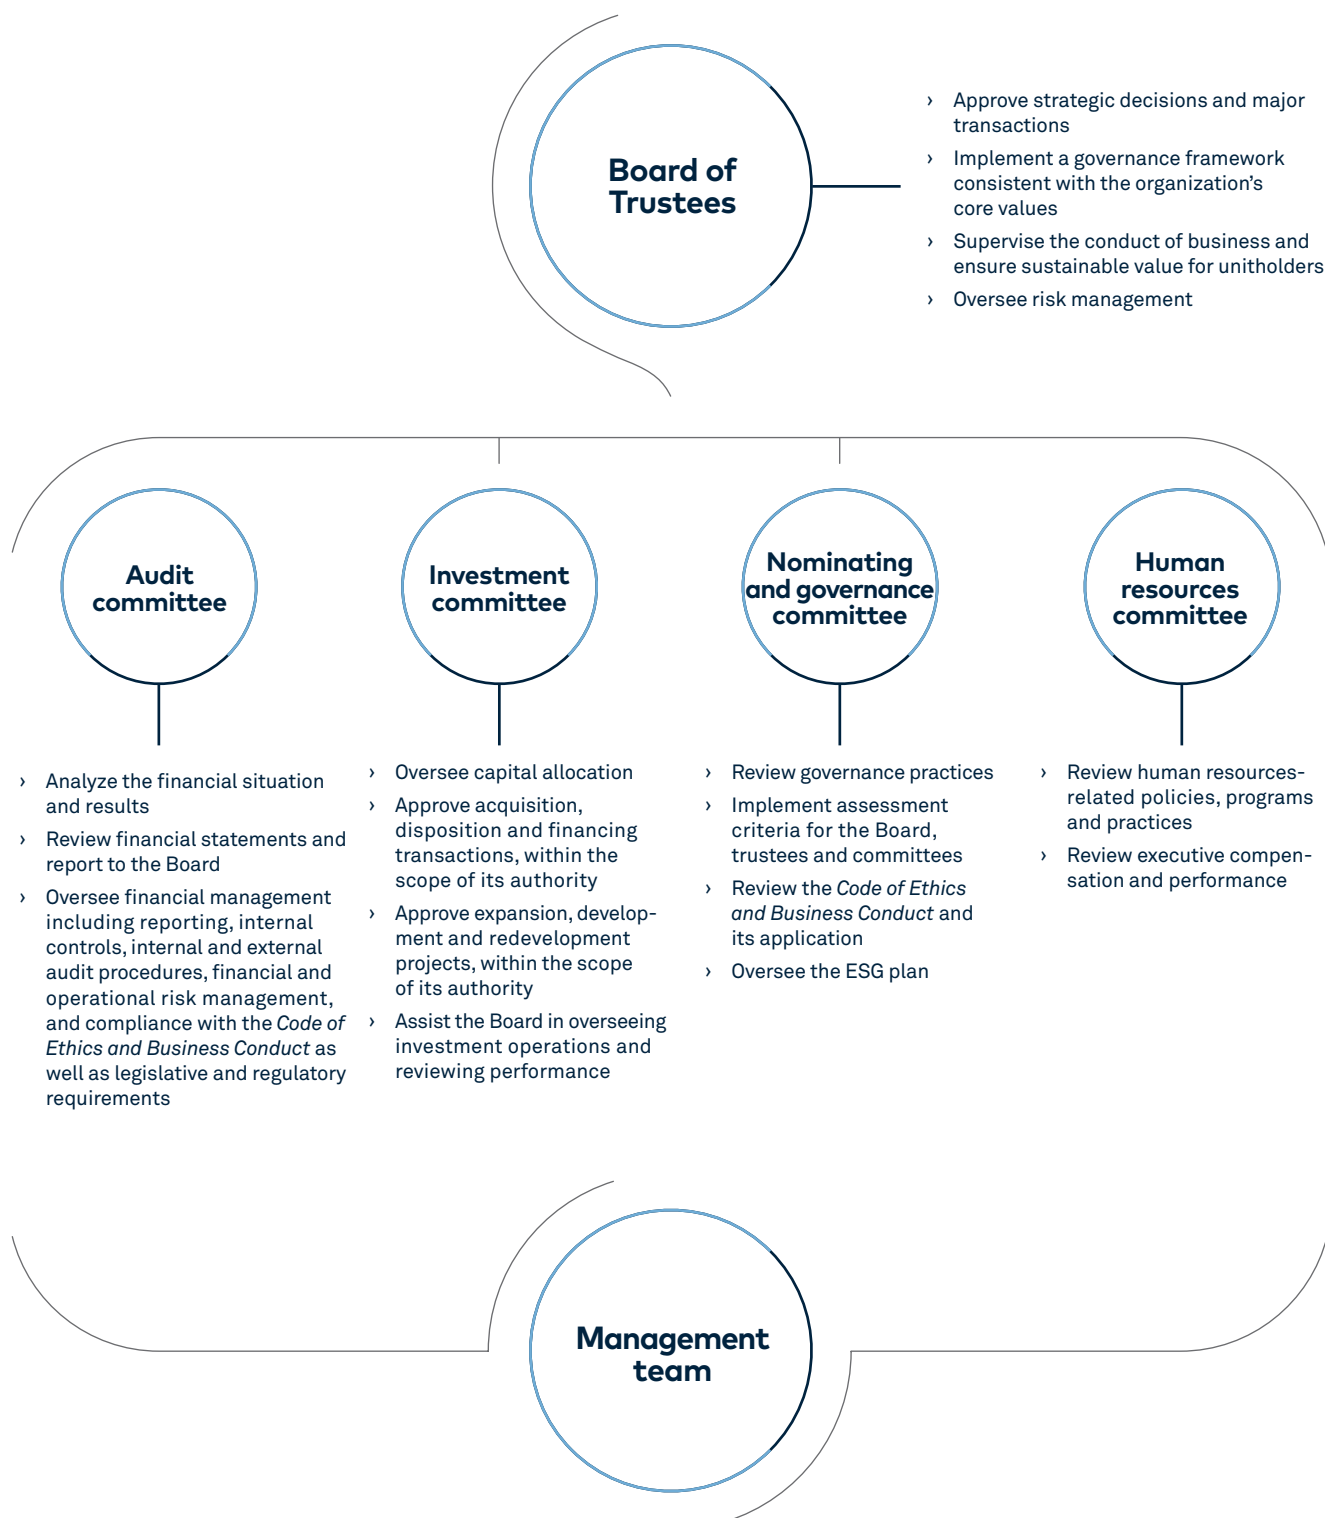 Board of
Trustees
› Approve strategic decisions and major
transactions
› Implement a governance framework
consistent with the organization’s
core values
› Supervise the conduct of business and
ensure sustainable value for unitholders
› Oversee risk management
Audit
committee
› Analyze the financial situation
and results
› Review financial statements and
report to the Board
› Oversee financial management
including reporting, internal
controls, internal and external
audit procedures, financial and
operational risk management,
and compliance with the Code of
Ethics and Business Conduct as
well as legislative and regulatory
requirements
Investment
committee
› Oversee capital allocation
› Approve acquisition,
disposition and financing
transactions, within the
scope of its authority
› Approve expansion, develop-
ment and redevelopment
projects, within the scope
of its authority
› Assist the Board in overseeing
investment operations and
reviewing performance
Nominating
and governance
committee
› Review governance practices
› Implement assessment
criteria for the Board,
trustees and committees
› Review the Code of Ethics
and Business Conduct and
its application
› Oversee the ESG plan
Human
resources
committee
› Review human resources-
related policies, programs
and practices
› Review executive compen-
sation and performance
Management
team